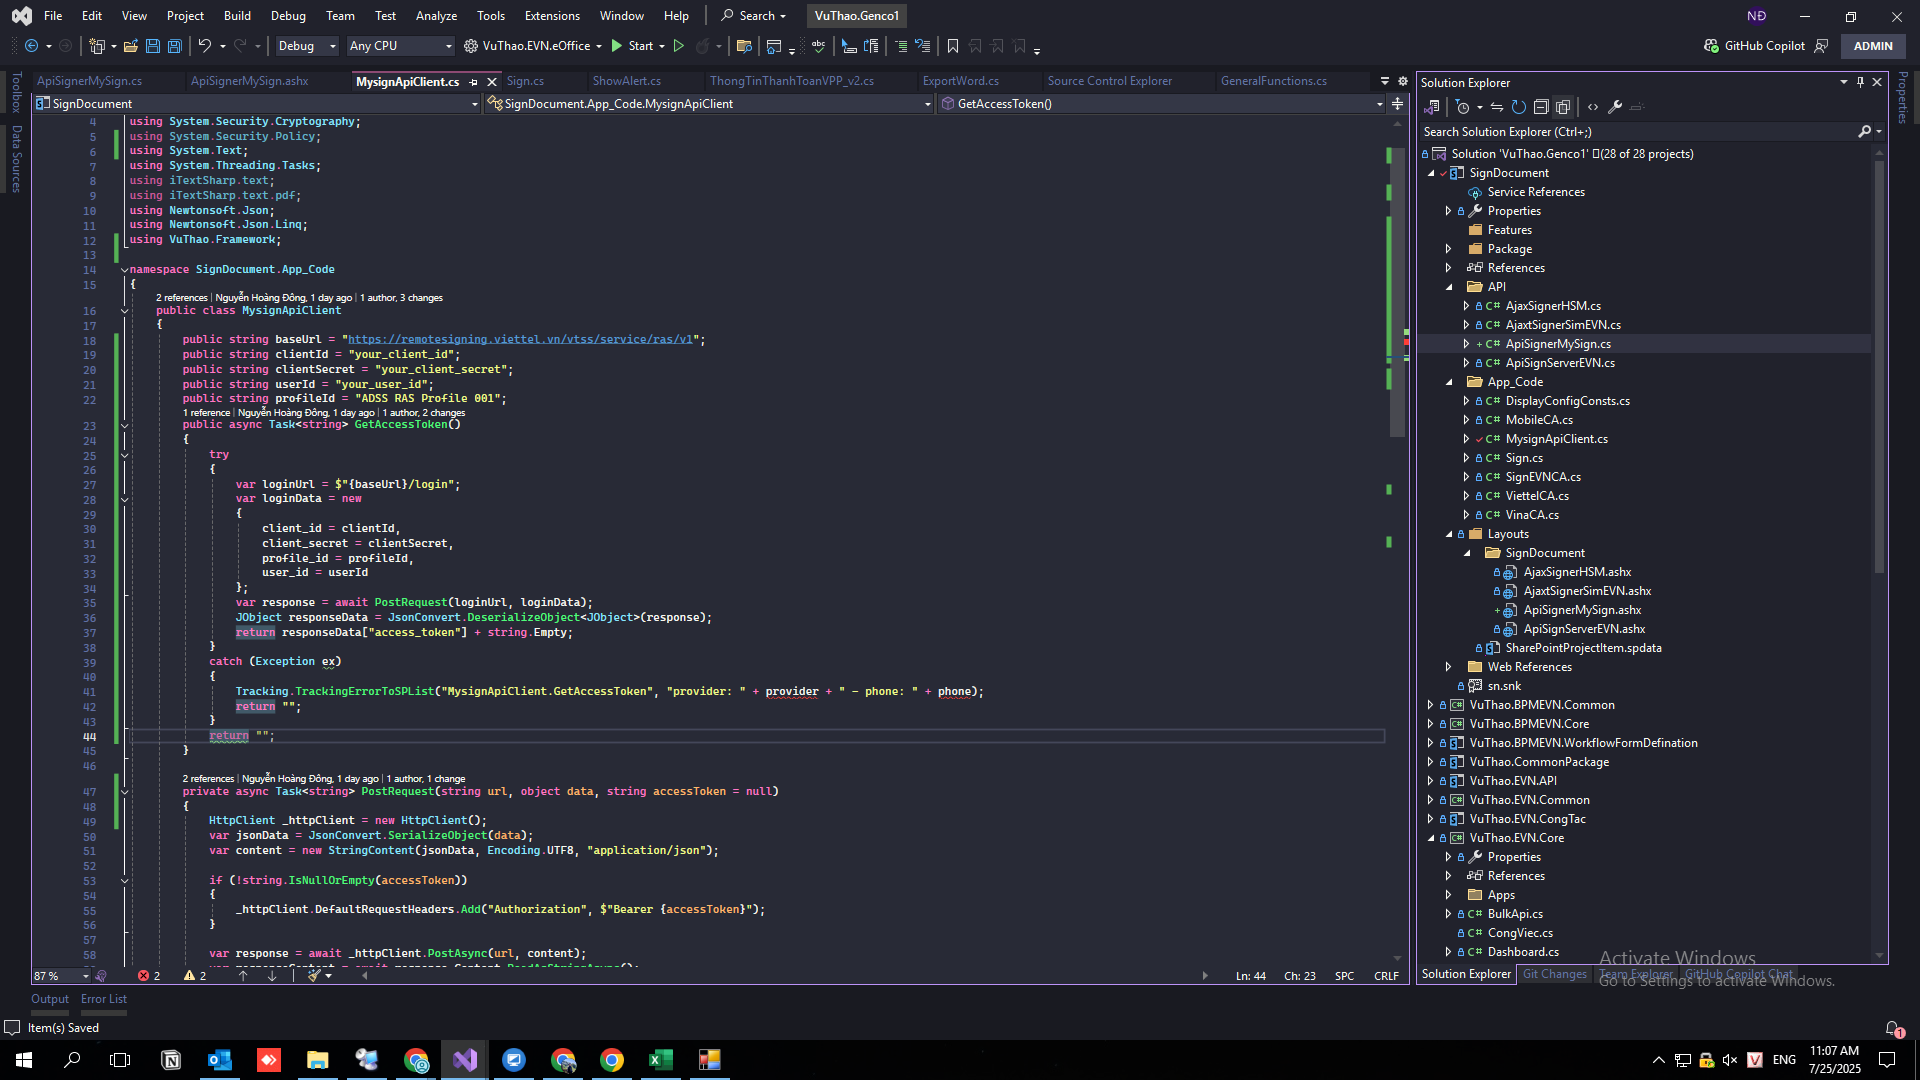 File Edit View Project Build Debug Team Test Analyze Tools Extensions Window Help Search VuThao.Genco1 NĐ
Debug Any CPU VuThao.EVN.eOffice Start GitHub Copilot ADMIN
ApiSignerMySign.cs ApiSignerMySign.ashx MysignApiClient.cs Sign.cs ShowAlert.cs ThongTinThanhToanVPP_v2.cs ExportWord.cs Source Control Explorer GeneralFunctions.cs
SignDocument SignDocument.App_Code.MysignApiClient GetAccessToken()
Toolbox
Data Sources
4 using System.Security.Cryptography;
5 using System.Security.Policy;
6 using System.Text;
7 using System.Threading.Tasks;
8 using iTextSharp.text;
9 using iTextSharp.text.pdf;
10 using Newtonsoft.Json;
11 using Newtonsoft.Json.Linq;
12 using VuThao.Framework;
13
14 namespace SignDocument.App_Code
15 {
2 references | Nguyễn Hoàng Đông, 1 day ago | 1 author, 3 changes
16 public class MysignApiClient
17 {
18 public string baseUrl = "https://remotesigning.viettel.vn/vtss/service/ras/v1";
19 public string clientId = "your_client_id";
20 public string clientSecret = "your_client_secret";
21 public string userId = "your_user_id";
22 public string profileId = "ADSS RAS Profile 001";
1 reference | Nguyễn Hoàng Đông, 1 day ago | 1 author, 2 changes
23 public async Task<string> GetAccessToken()
24 {
25 try
26 {
27 var loginUrl = $"{baseUrl}/login";
28 var loginData = new
29 {
30 client_id = clientId,
31 client_secret = clientSecret,
32 profile_id = profileId,
33 user_id = userId
34 };
35 var response = await PostRequest(loginUrl, loginData);
36 JObject responseData = JsonConvert.DeserializeObject<JObject>(response);
37 return responseData["access_token"] + string.Empty;
38 }
39 catch (Exception ex)
40 {
41 Tracking.TrackingErrorToSPList("MysignApiClient.GetAccessToken", "provider: " + provider + " - phone: " + phone);
42 return "";
43 }
44 return "";
45 }
46
2 references | Nguyễn Hoàng Đông, 1 day ago | 1 author, 1 change
47 private async Task<string> PostRequest(string url, object data, string accessToken = null)
48 {
49 HttpClient _httpClient = new HttpClient();
50 var jsonData = JsonConvert.SerializeObject(data);
51 var content = new StringContent(jsonData, Encoding.UTF8, "application/json");
52
53 if (!string.IsNullOrEmpty(accessToken))
54 {
55 _httpClient.DefaultRequestHeaders.Add("Authorization", $"Bearer {accessToken}");
56 }
57
58 var response = await _httpClient.PostAsync(url, content);
87 % 2 2 Ln: 44 Ch: 23 SPC CRLF
Output Error List
Item(s) Saved
Solution Explorer
Properties
Search Solution Explorer (Ctrl+;)
Solution 'VuThao.Genco1' (28 of 28 projects)
SignDocument
Service References
Properties
Features
Package
References
API
C# AjaxSignerHSM.cs
C# AjaxtSignerSimEVN.cs
C# ApiSignerMySign.cs
C# ApiSignServerEVN.cs
App_Code
C# DisplayConfigConsts.cs
C# MobileCA.cs
C# MysignApiClient.cs
C# Sign.cs
C# SignEVNCA.cs
C# ViettelCA.cs
C# VinaCA.cs
Layouts
SignDocument
AjaxSignerHSM.ashx
AjaxtSignerSimEVN.ashx
ApiSignerMySign.ashx
ApiSignServerEVN.ashx
SharePointProjectItem.spdata
Web References
sn.snk
VuThao.BPMEVN.Common
VuThao.BPMEVN.Core
VuThao.BPMEVN.WorkflowFormDefination
VuThao.CommonPackage
VuThao.EVN.API
VuThao.EVN.Common
VuThao.EVN.CongTac
VuThao.EVN.Core
Properties
References
Apps
C# BulkApi.cs
C# CongViec.cs
C# Dashboard.cs
Solution Explorer Git Changes Team Explorer GitHub Copilot Chat
Activate Windows
Go to Settings to activate Windows.
1
ENG
11:07 AM
7/25/2025